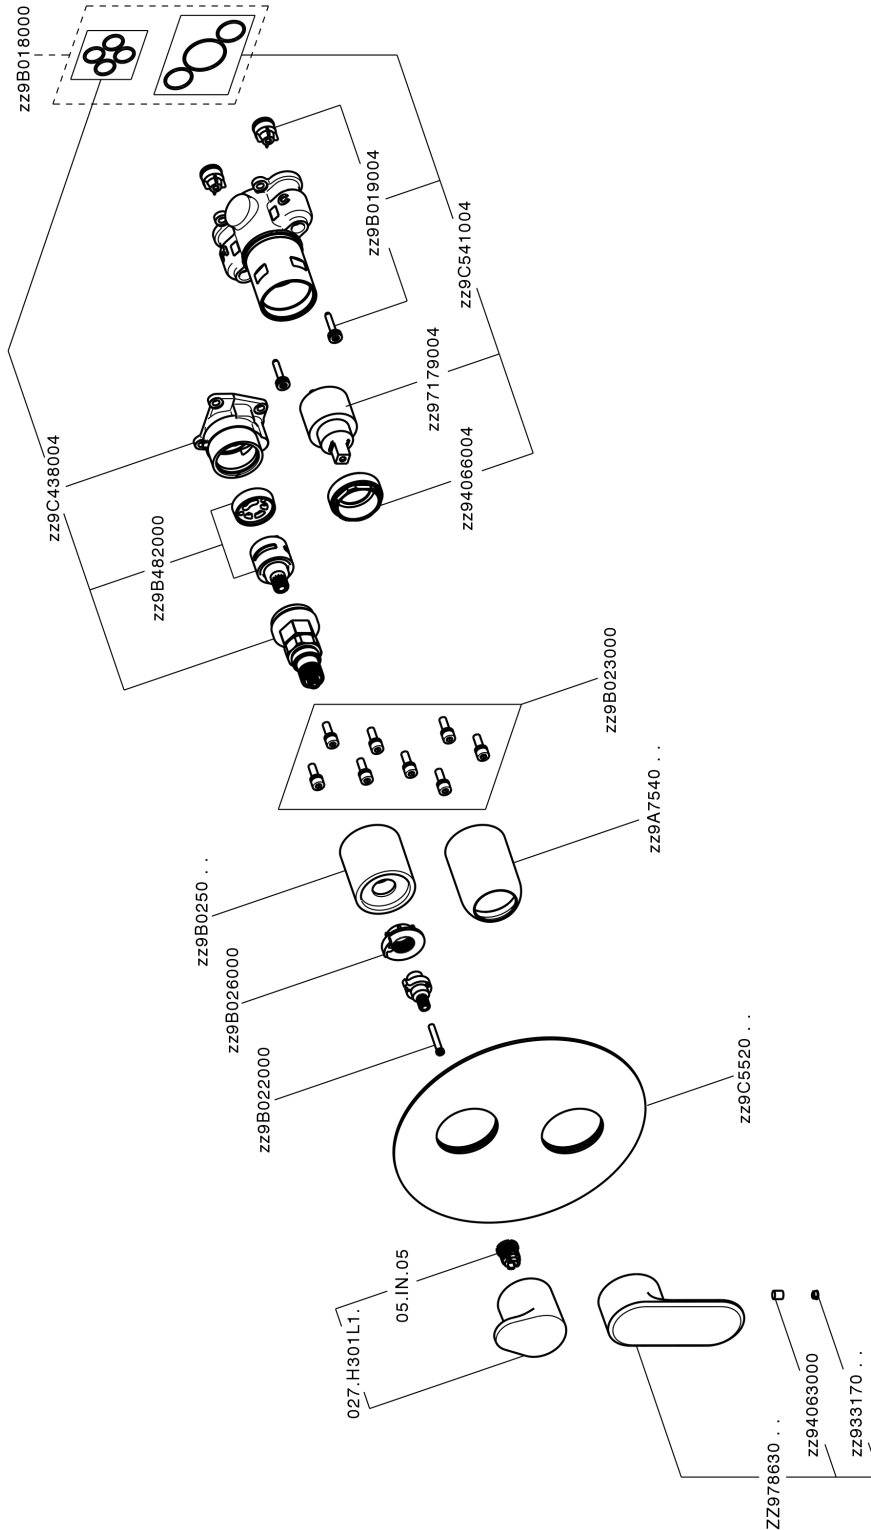 zz9B018000
zz9B019004
zz9C541004
zz97179004
zz94066004
zz9C438004
zz9B482000
zz9B023000
zz9A7540 . .
zz9B0250 . .
zz9B026000
zz9B022000
zz9C5520 . .
05.IN.05
027.H301L1.
zz94063000
zz933170 . .
ZZ978630 . .